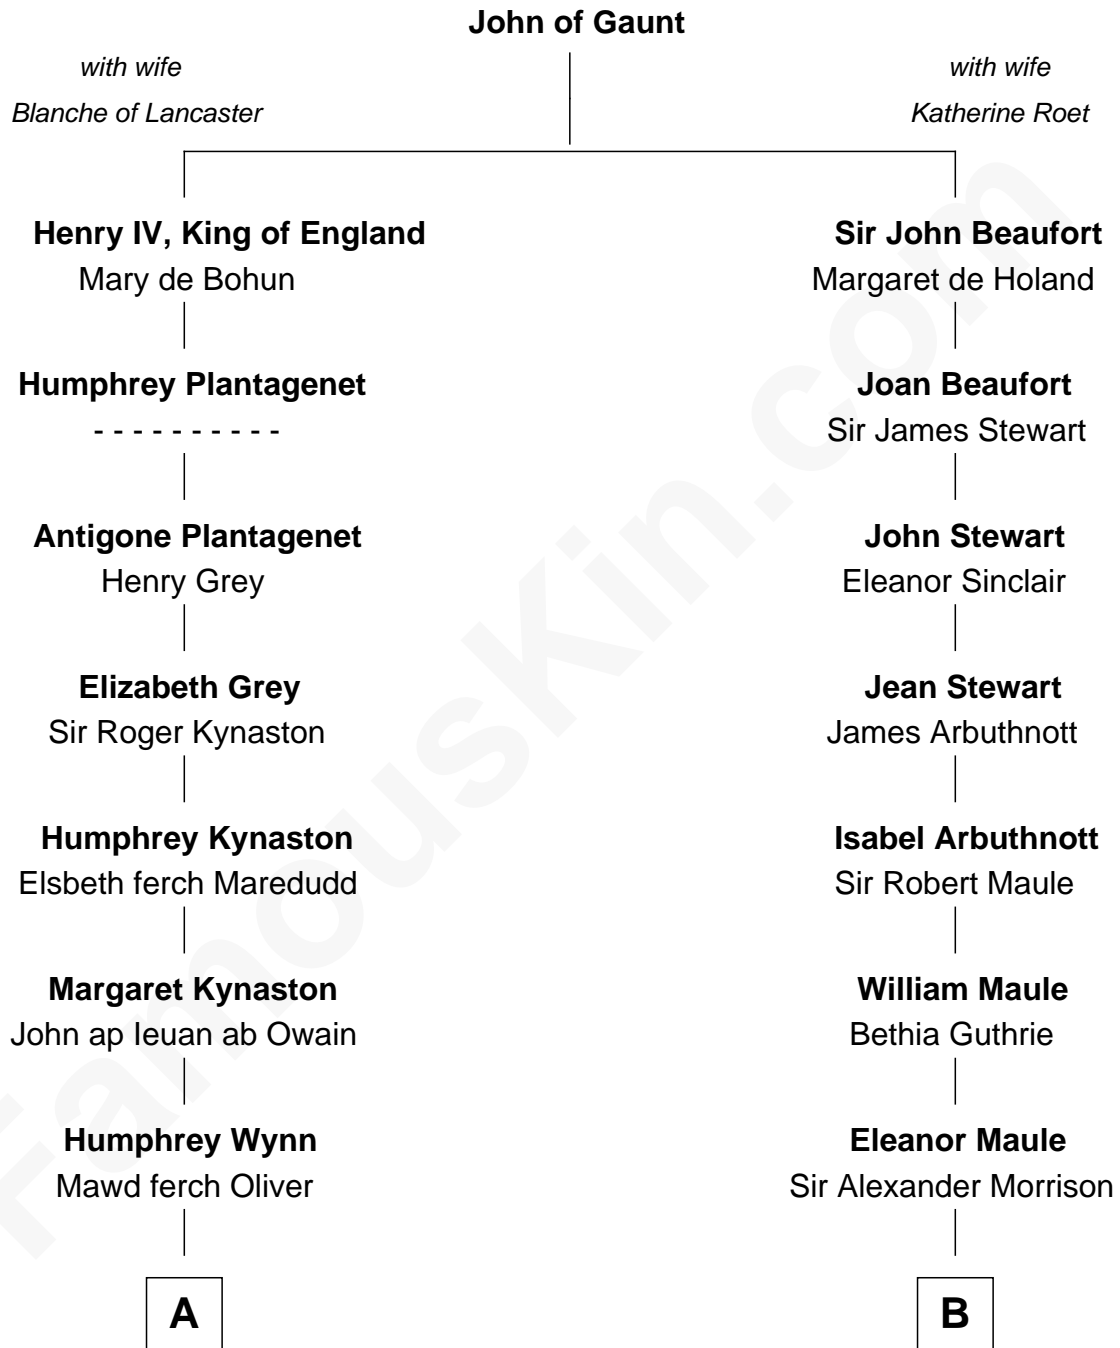 John of Gaunt
with wife
Blanche of Lancaster
with wife
Katherine Roet
Henry IV, King of England
Mary de Bohun
Sir John Beaufort
Margaret de Holand
Humphrey Plantagenet
- - - - - - - - - -
Joan Beaufort
Sir James Stewart
Antigone Plantagenet
Henry Grey
John Stewart
Eleanor Sinclair
Elizabeth Grey
Sir Roger Kynaston
Jean Stewart
James Arbuthnott
Humphrey Kynaston
Elsbeth ferch Maredudd
Isabel Arbuthnott
Sir Robert Maule
Margaret Kynaston
John ap Ieuan ab Owain
William Maule
Bethia Guthrie
Humphrey Wynn
Mawd ferch Oliver
Eleanor Maule
Sir Alexander Morrison
A
B
FamousKin.com